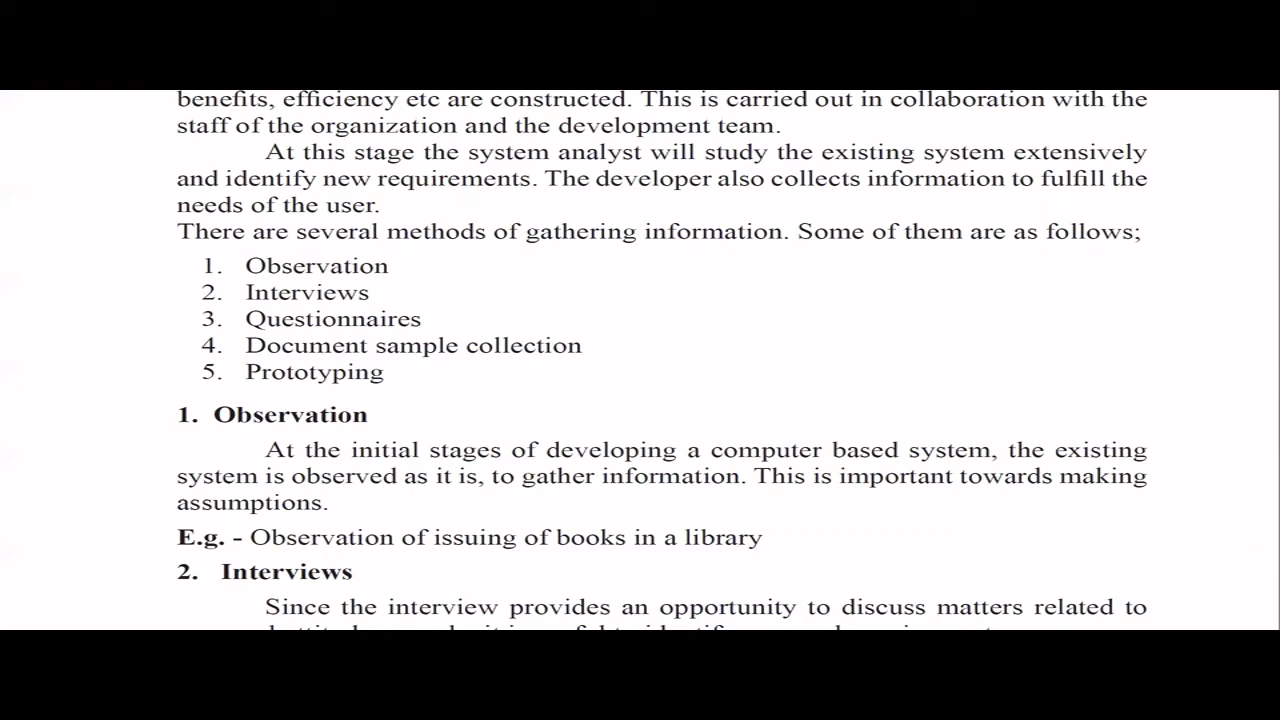 benefits, efficiency etc are constructed. This is carried out in collaboration with the
staff of the organization and the development team.
At this stage the system analyst will study the existing system extensively
and identify new requirements. The developer also collects information to fulfill the
needs of the user.
There are several methods of gathering information. Some of them are as follows;
1. Observation
2. Interviews
3. Questionnaires
4. Document sample collection
5. Prototyping
1. Observation
At the initial stages of developing a computer based system, the existing
system is observed as it is, to gather information. This is important towards making
assumptions.
E.g. - Observation of issuing of books in a library
2. Interviews
Since the interview provides an opportunity to discuss matters related to